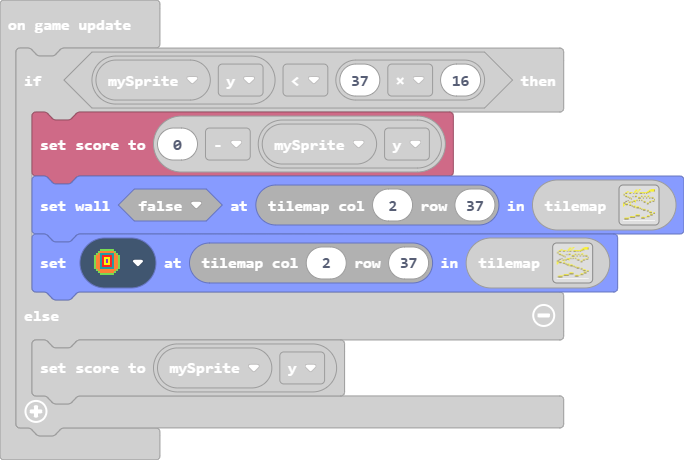 on game update
if mySprite y < 37 × 16 then
set score to 0 - mySprite y
set wall false at tilemap col 2 row 37 in tilemap
set at tilemap col 2 row 37 in tilemap
else
set score to mySprite y